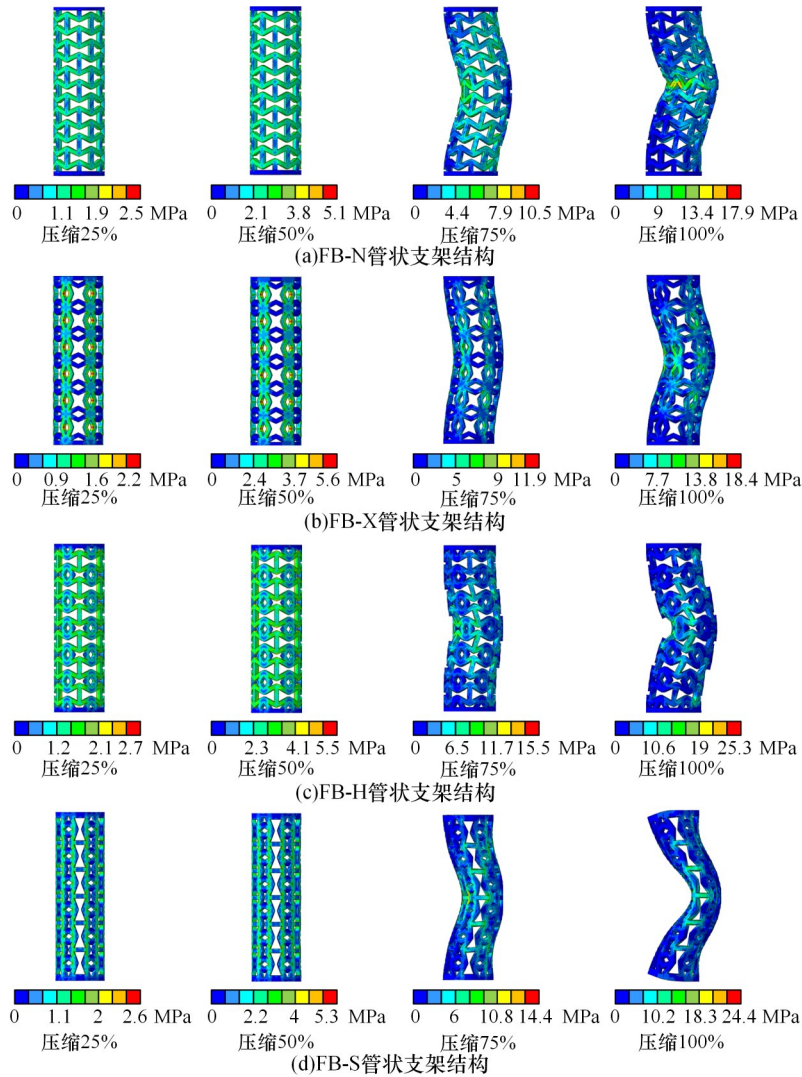 0 1.1 1.9 2.5 MPa 0 2.1 3.8 5.1 MPa 0 4.4 7.9 10.5 MPa 0 9 13.4 17.9 MPa
压缩25% 压缩50% 压缩75% 压缩100%
(a)FB-N管状支架结构
0 0.9 1.6 2.2 MPa 0 2.4 3.7 5.6 MPa 0 5 9 11.9 MPa 0 7.7 13.8 18.4 MPa
压缩25% 压缩50% 压缩75% 压缩100%
(b)FB-X管状支架结构
0 1.2 2.1 2.7 MPa 0 2.3 4.1 5.5 MPa 0 6.5 11.7 15.5 MPa 0 10.6 19 25.3 MPa
压缩25% 压缩50% 压缩75% 压缩100%
(c)FB-H管状支架结构
0 1.1 2 2.6 MPa 0 2.2 4 5.3 MPa 0 6 10.8 14.4 MPa 0 10.2 18.3 24.4 MPa
压缩25% 压缩50% 压缩75% 压缩100%
(d)FB-S管状支架结构